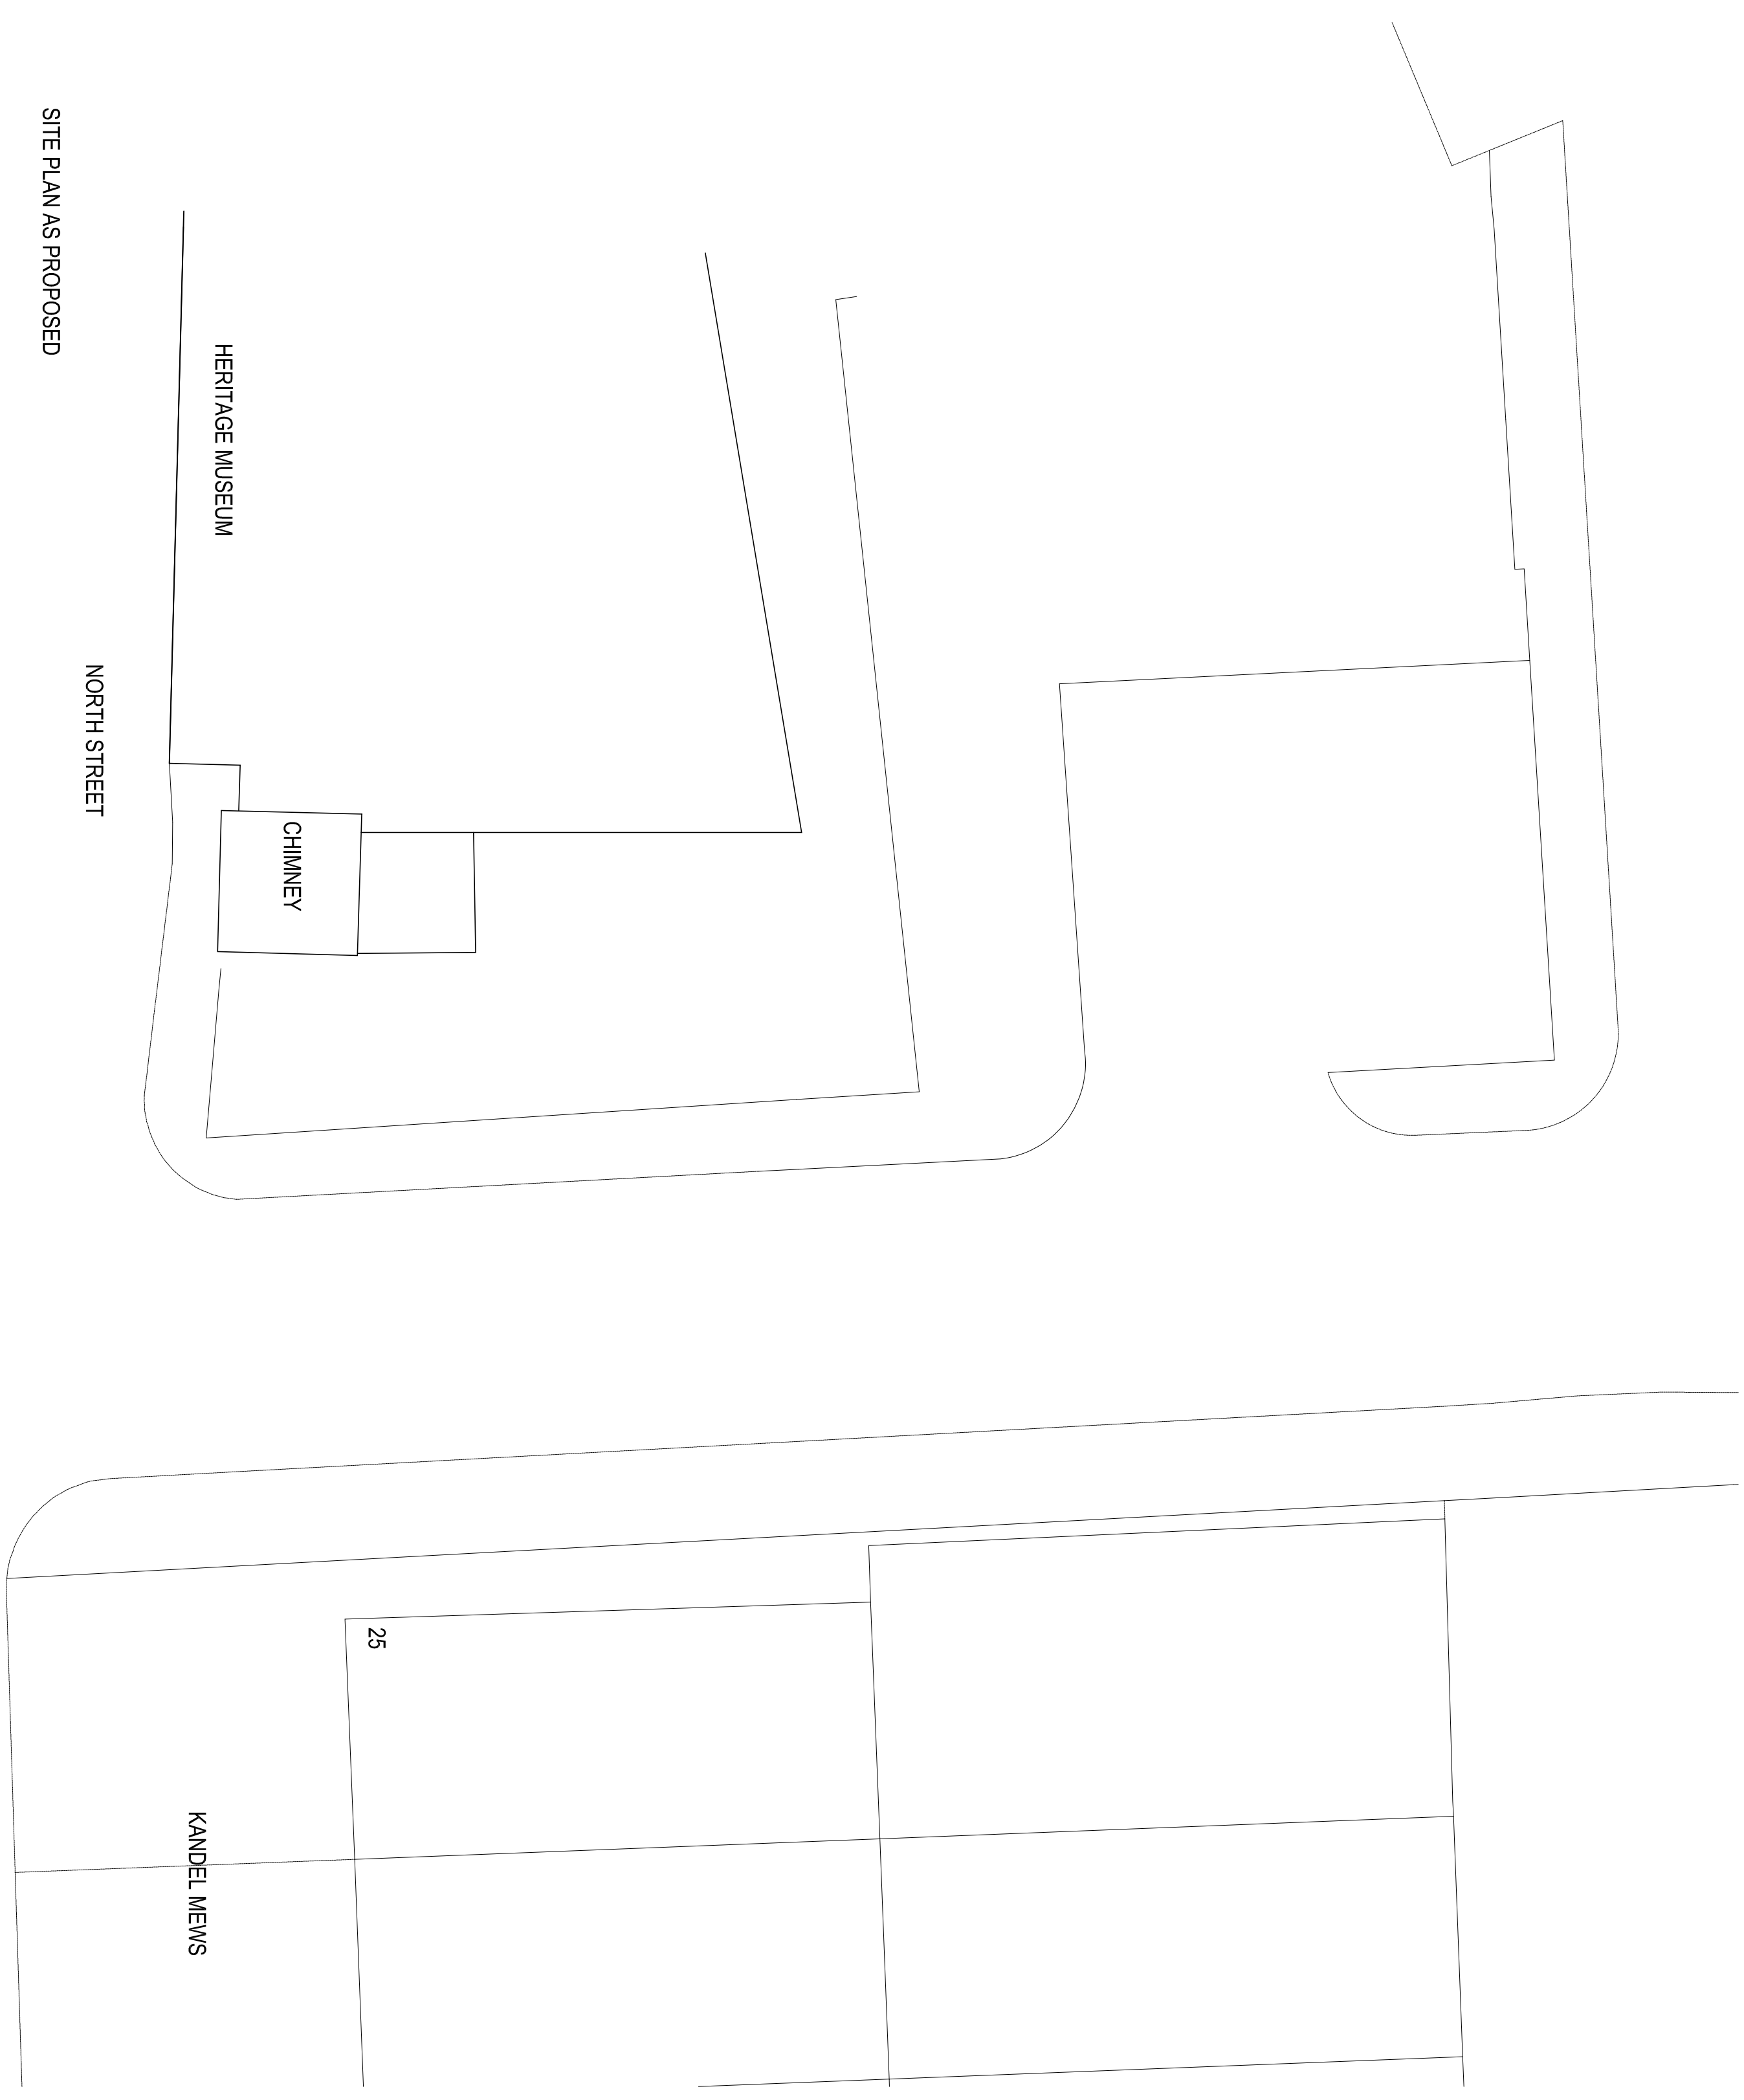 SITE PLAN AS PROPOSED
HERITAGE MUSEUM
NORTH STREET
CHIMNEY
25
KANDEL MEWS